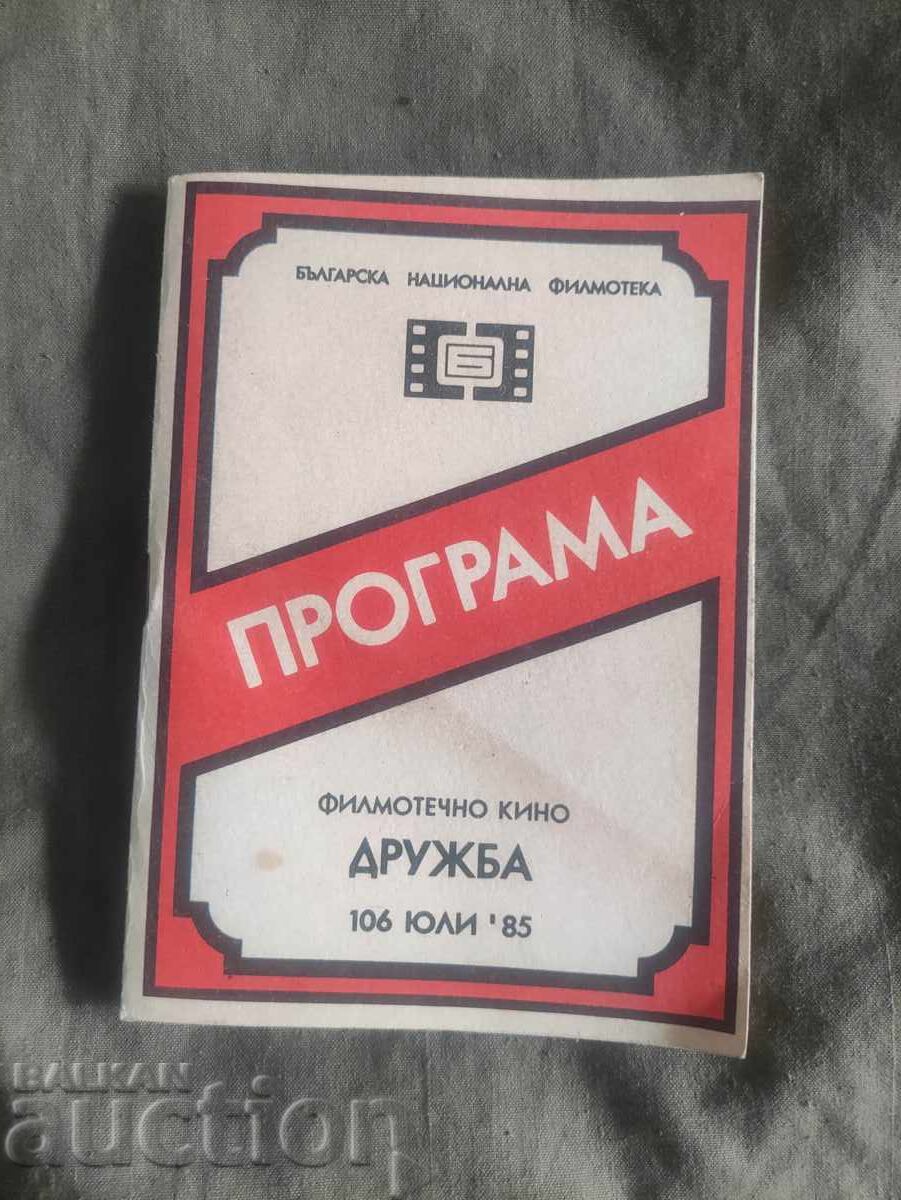 БЪЛГАРСКА НАЦИОНАЛНА ФИЛМОТЕКА
Б
ПРОГРАМА
ФИЛМОТЕЧНО КИНО
ДРУЖБА
106 ЮЛИ '85
BALKAN
auction